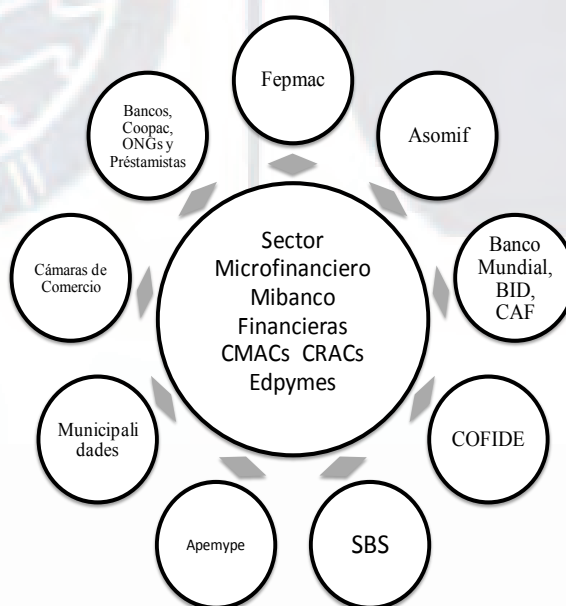 Fepmac
Asomif
Banco
Mundial,
BID,
CAF
COFIDE
SBS
Apemype
Municipali
dades
Cámaras de
Comercio
Bancos,
Coopac,
ONGs y
Préstamistas
Sector
Microfinanciero
Mibanco
Financieras
CMACs CRACs
Edpymes